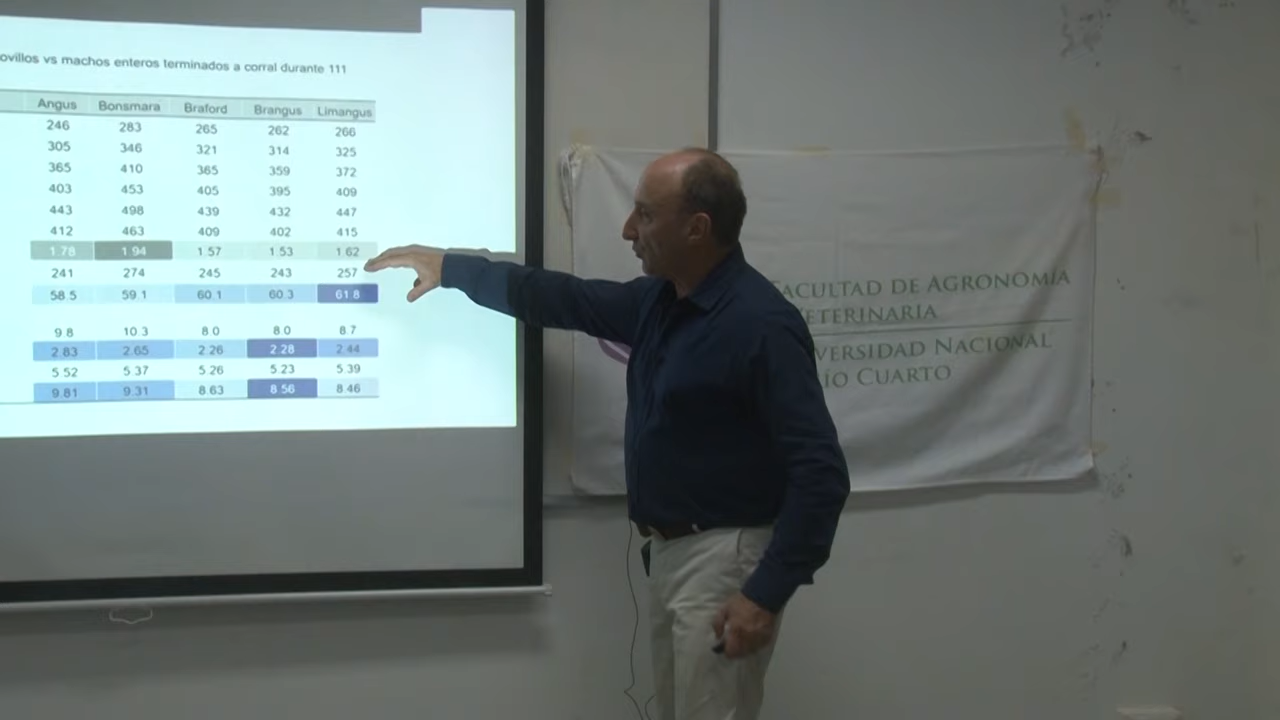 ovillos vs machos enteros terminados a corral durante 111
Angus Bonsmara Braford Brangus Limangus
246 283 265 262 266
305 346 321 314 325
365 410 365 359 372
403 453 405 395 409
443 498 439 432 447
412 463 409 402 415
1.78 1.94 1.57 1.53 1.62
241 274 245 243 257
58.5 59.1 60.1 60.3 61.8
9.8 10.3 8.0 8.0 8.7
2.83 2.65 2.26 2.28 2.44
5.52 5.37 5.26 5.23 5.39
9.81 9.31 8.63 8.56 8.46
ACULTAD DE AGRONOMÍA
VETERINARIA
VERSIDAD NACIONAL
ÍO CUARTO